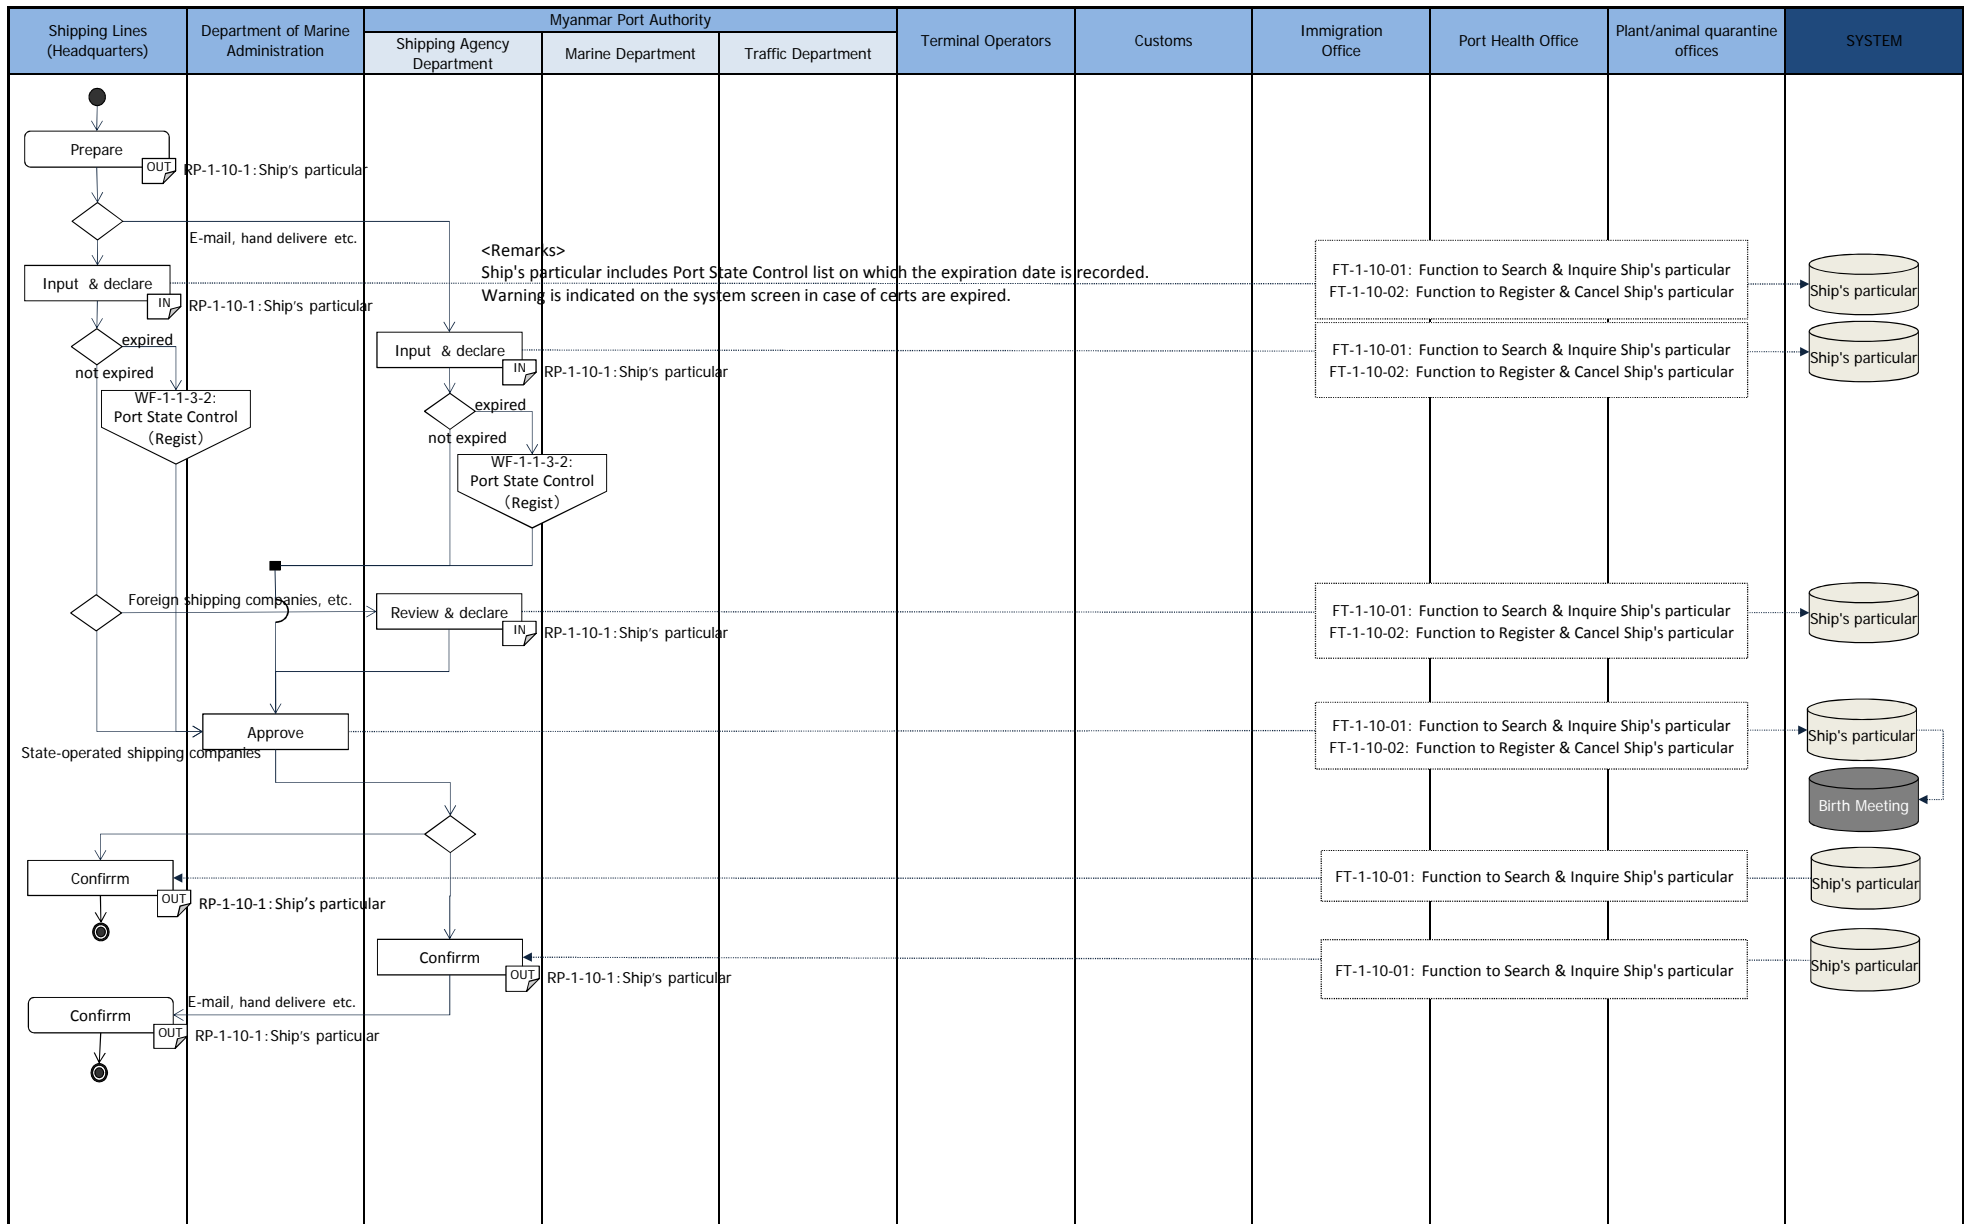 Shipping Lines
(Headquarters)
Department of Marine
Administration
Myanmar Port Authority
Shipping Agency
Department
Marine Department
Traffic Department
Terminal Operators
Customs
Immigration
Office
Port Health Office
Plant/animal quarantine
offices
SYSTEM
Prepare
OUT
RP-1-10-1:Ship's particular
E-mail, hand delivere etc.
<Remarks>
Ship's particular includes Port State Control list on which the expiration date is recorded.
Warning is indicated on the system screen in case of certs are expired.
Input & declare
IN
RP-1-10-1:Ship's particular
FT-1-10-01: Function to Search & Inquire Ship's particular
FT-1-10-02: Function to Register & Cancel Ship's particular
Ship's particular
expired
not expired
Input & declare
IN
RP-1-10-1:Ship's particular
FT-1-10-01: Function to Search & Inquire Ship's particular
FT-1-10-02: Function to Register & Cancel Ship's particular
Ship's particular
WF-1-1-3-2:
Port State Control
（Regist）
expired
not expired
WF-1-1-3-2:
Port State Control
（Regist）
Foreign shipping companies, etc.
Review & declare
IN
RP-1-10-1:Ship's particular
FT-1-10-01: Function to Search & Inquire Ship's particular
FT-1-10-02: Function to Register & Cancel Ship's particular
Ship's particular
Approve
State-operated shipping companies
FT-1-10-01: Function to Search & Inquire Ship's particular
FT-1-10-02: Function to Register & Cancel Ship's particular
Ship's particular
Birth Meeting
Confirrm
OUT
RP-1-10-1:Ship's particular
FT-1-10-01: Function to Search & Inquire Ship's particular
Ship's particular
Confirrm
OUT
RP-1-10-1:Ship's particular
FT-1-10-01: Function to Search & Inquire Ship's particular
Ship's particular
E-mail, hand delivere etc.
Confirrm
OUT
RP-1-10-1:Ship's particular